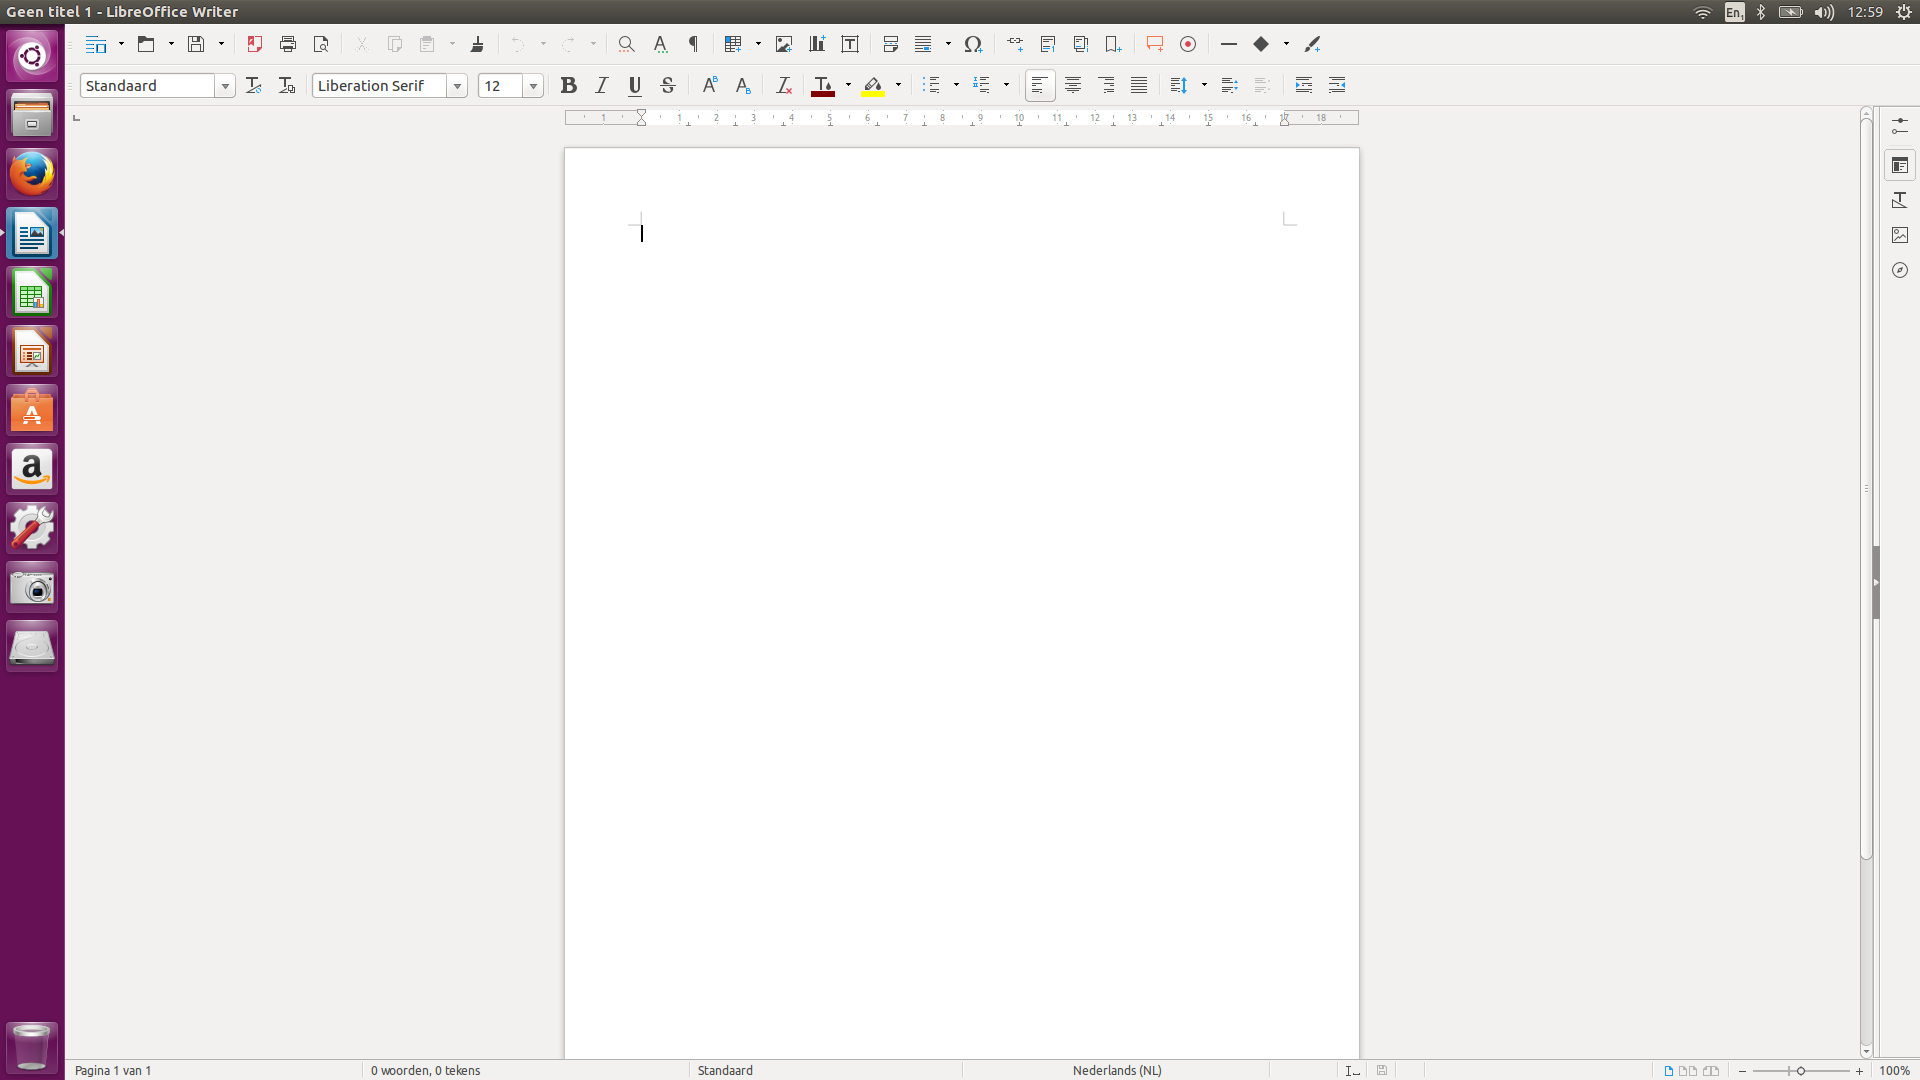 Geen titel 1 - LibreOffice Writer
En1
12:59
Standaard
Liberation Serif
12
1 1 2 3 4 5 6 7 8 9 10 11 12 13 14 15 16 17 18
Pagina 1 van 1
0 woorden, 0 tekens
Standaard
Nederlands (NL)
100%